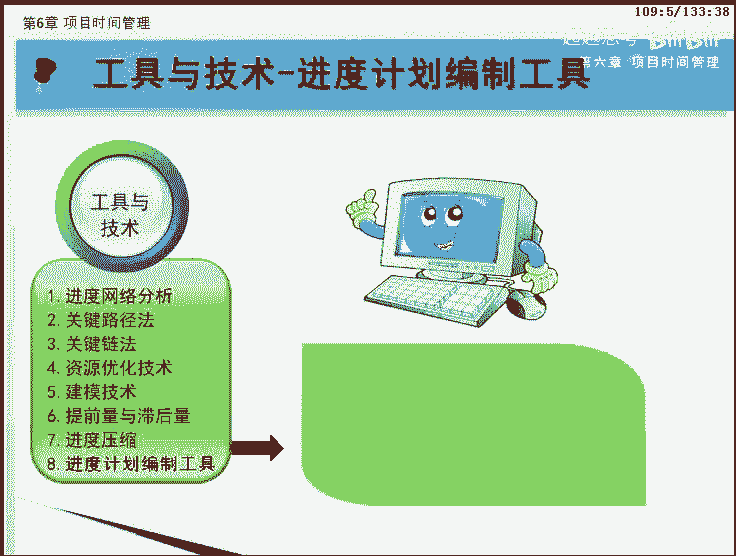 第6章 项目时间管理
109:5/133:38
工具与技术-进度计划编制工具
第六章 项目时间管理
工具与
技术
1.进度网络分析
2.关键路径法
3.关键链法
4.资源优化技术
5.建模技术
6.提前量与滞后量
7.进度压缩
8.进度计划编制工具